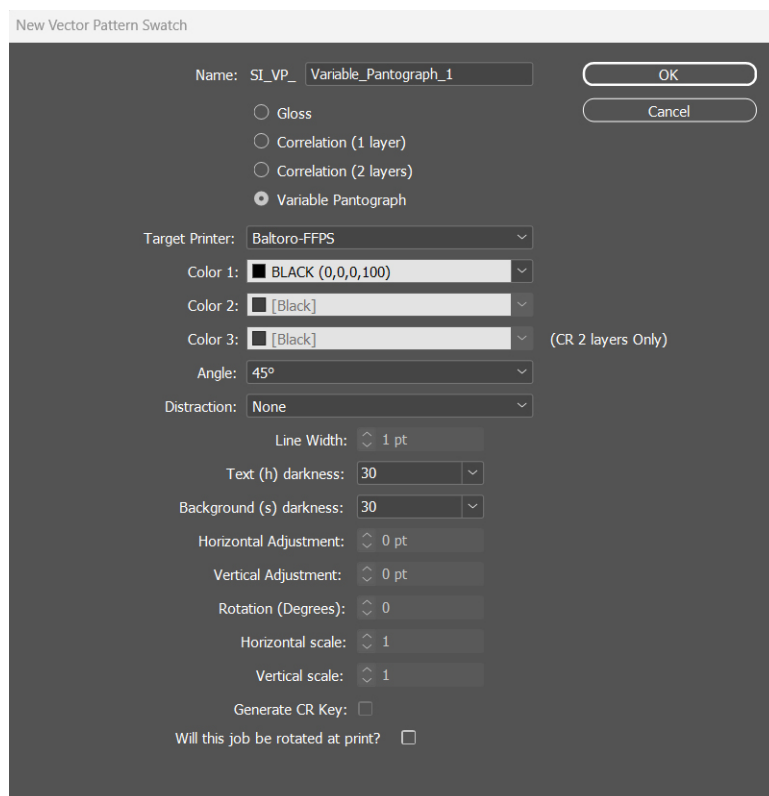 New Vector Pattern Swatch
Name: SI_VP_ Variable_Pantograph_1 OK
Gloss Cancel
Correlation (1 layer)
Correlation (2 layers)
Variable Pantograph
Target Printer: Baltoro-FFPS
Color 1: BLACK (0,0,0,100)
Color 2: [Black]
Color 3: [Black] (CR 2 layers Only)
Angle: 45º
Distraction: None
Line Width: 1 pt
Text (h) darkness: 30
Background (s) darkness: 30
Horizontal Adjustment: 0 pt
Vertical Adjustment: 0 pt
Rotation (Degrees): 0
Horizontal scale: 1
Vertical scale: 1
Generate CR Key:
Will this job be rotated at print?